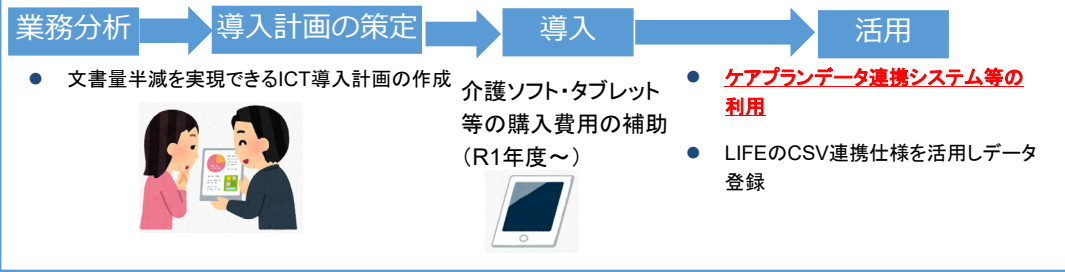 業務分析
導入計画の策定
導入
活用
● 文書量半減を実現できるICT導入計画の作成
介護ソフト・タブレット
等の購入費用の補助
（R1年度～）
● ケアプランデータ連携システム等の
利用
● LIFEのCSV連携仕様を活用しデータ
登録